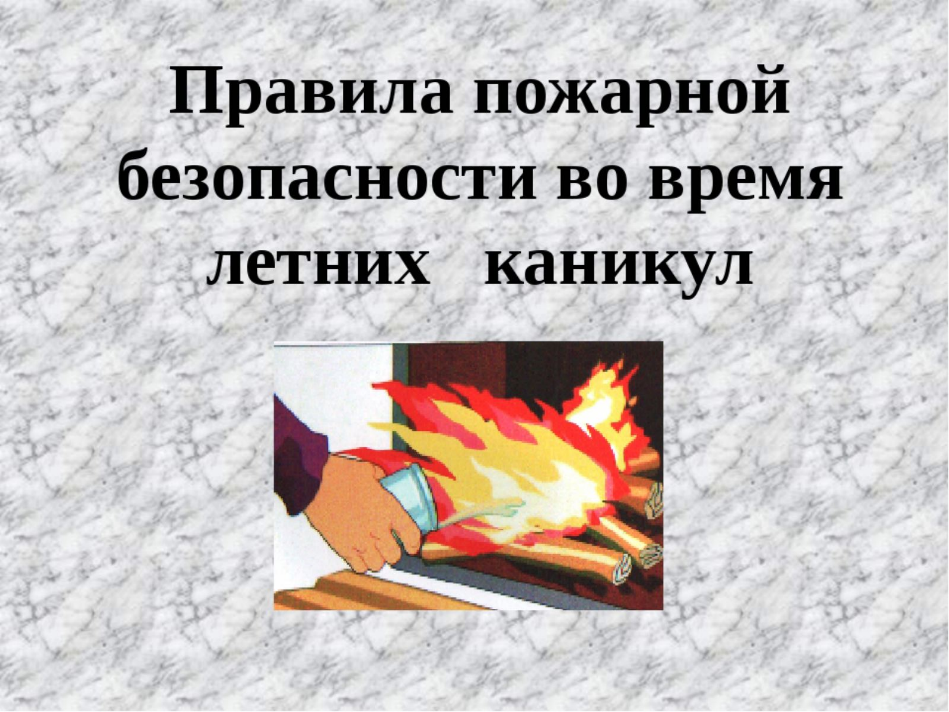 Правила пожарной
безопасности во время
летних каникул